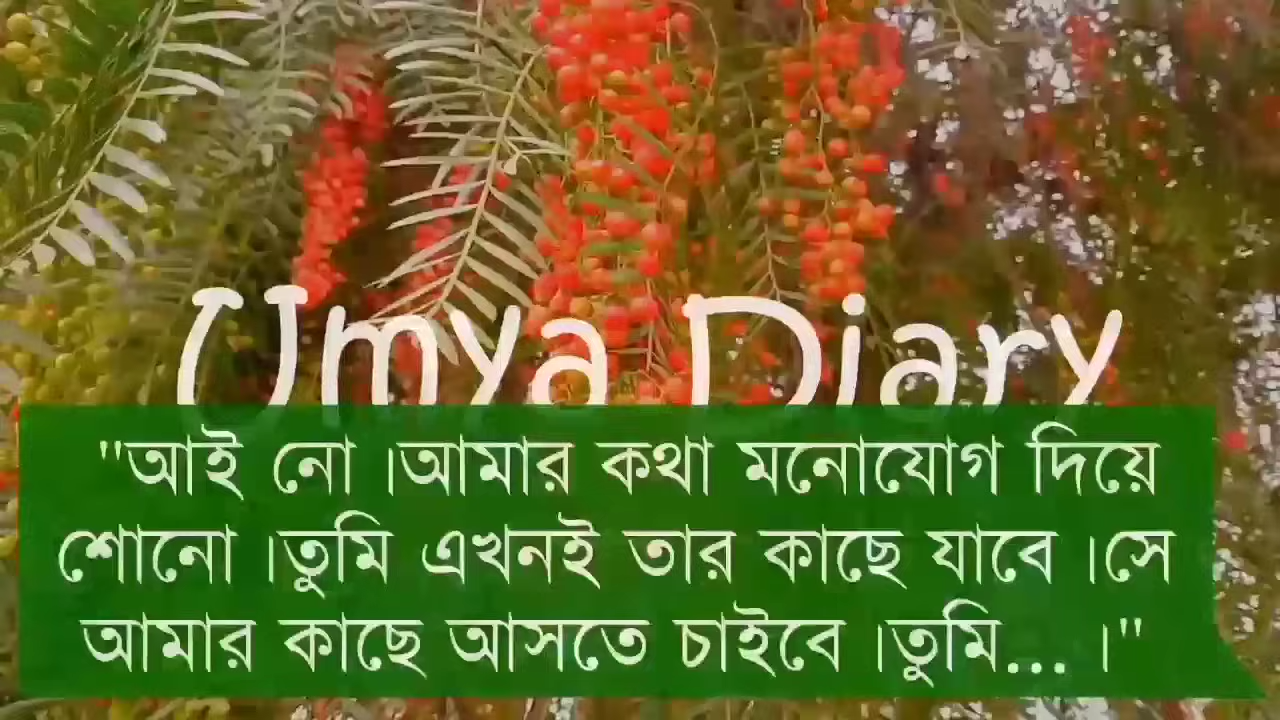 Umya Diary
"আই নো ।আমার কথা মনোযোগ দিয়ে
শোনো ।তুমি এখনই তার কাছে যাবে ।সে
আমার কাছে আসতে চাইবে ।তুমি... ।"